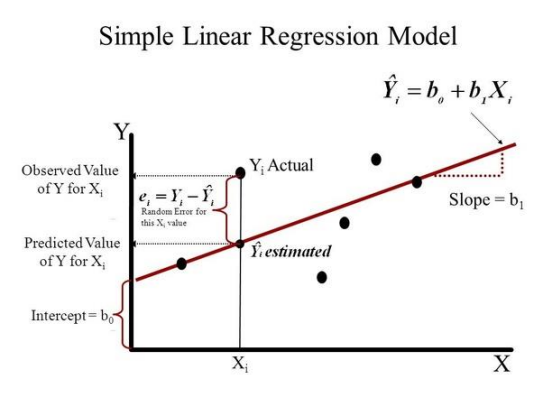 Simple Linear Regression Model
Ŷᵢ = b₀ + b₁Xᵢ
Y
Observed Value
of Y for Xᵢ
Yᵢ Actual
eᵢ = Yᵢ − Ŷᵢ
Random Error for
this Xᵢ value
Slope = b₁
Predicted Value
of Y for Xᵢ
Ŷᵢ estimated
Intercept = b₀
Xᵢ
X